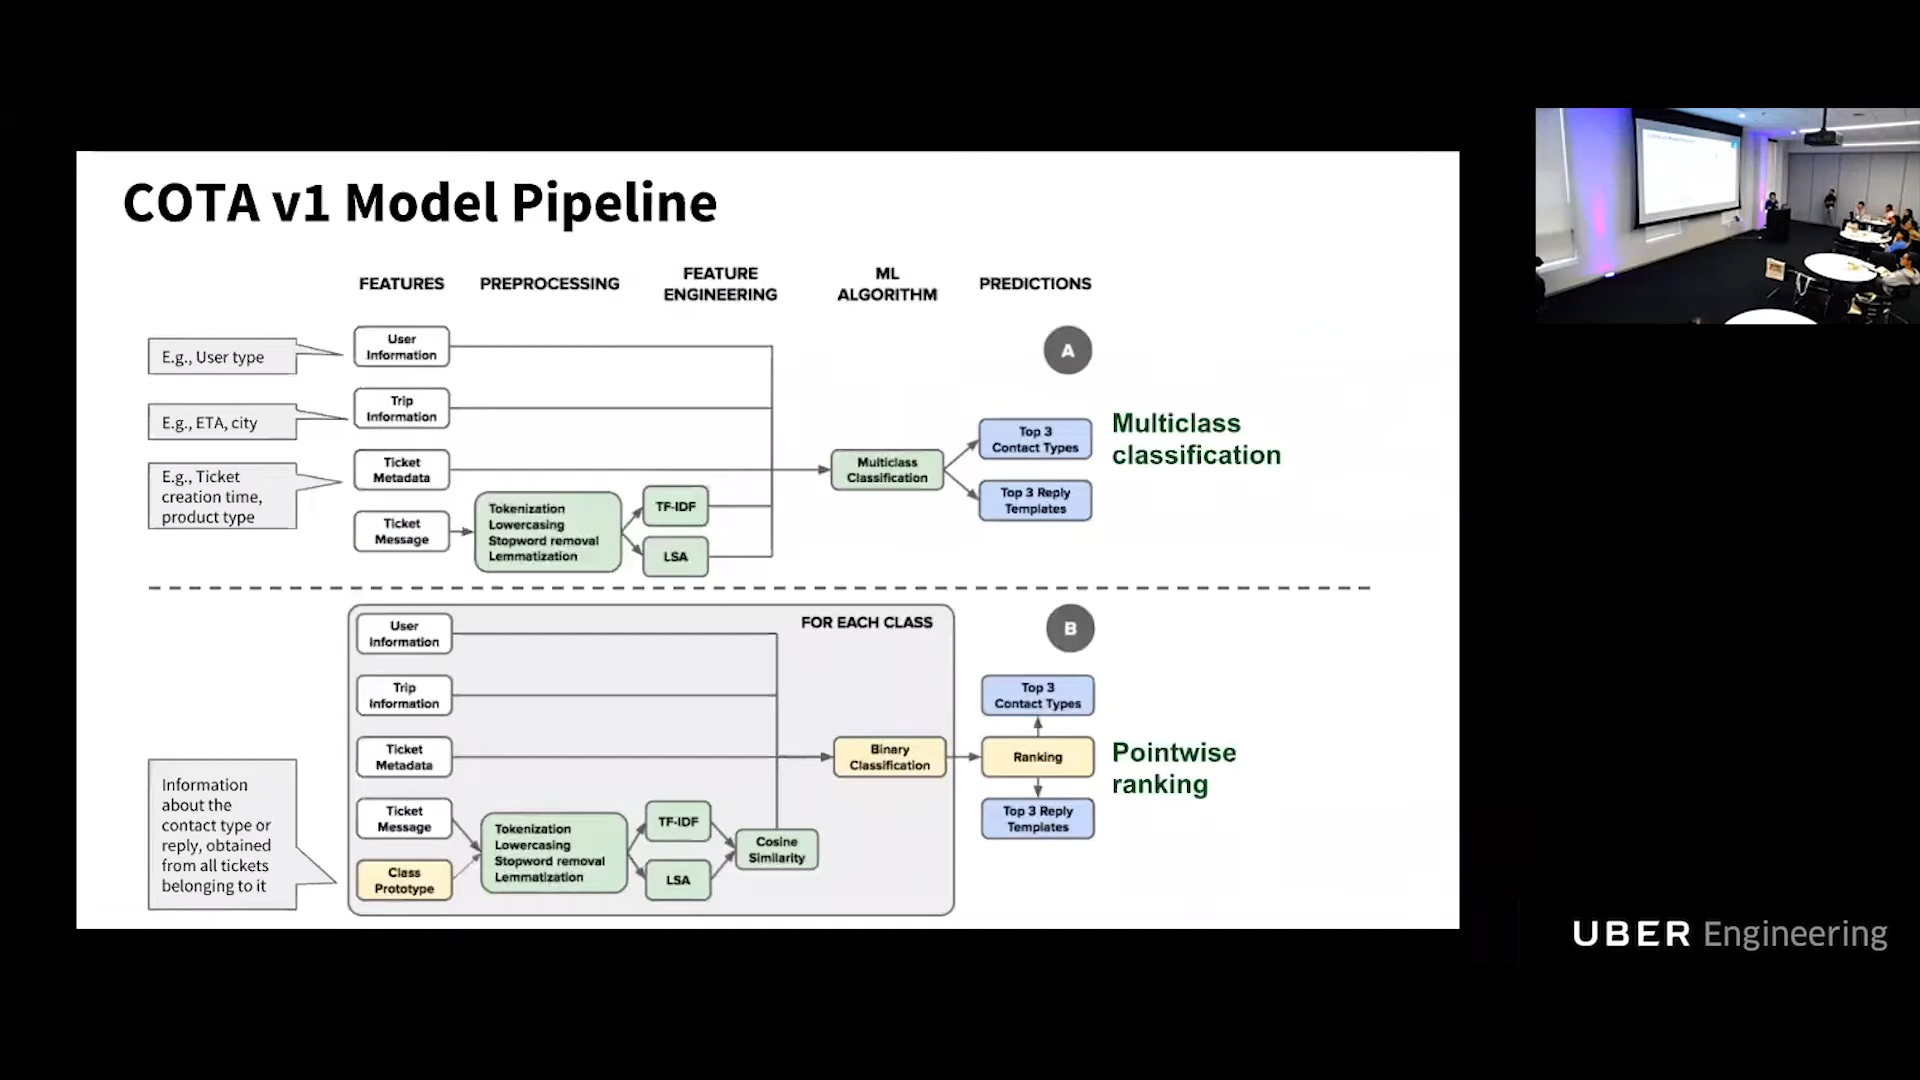 COTA v1 Model Pipeline
FEATURES
PREPROCESSING
FEATURE
ENGINEERING
ML
ALGORITHM
PREDICTIONS
E.g., User type
E.g., ETA, city
E.g., Ticket
creation time,
product type
User
Information
Trip
Information
Ticket
Metadata
Ticket
Message
Tokenization
Lowercasing
Stopword removal
Lemmatization
TF-IDF
LSA
Multiclass
Classification
A
Top 3
Contact Types
Top 3 Reply
Templates
Multiclass
classification
FOR EACH CLASS
User
Information
Trip
Information
Ticket
Metadata
Ticket
Message
Class
Prototype
Information
about the
contact type or
reply, obtained
from all tickets
belonging to it
Tokenization
Lowercasing
Stopword removal
Lemmatization
TF-IDF
LSA
Cosine
Similarity
Binary
Classification
B
Top 3
Contact Types
Ranking
Top 3 Reply
Templates
Pointwise
ranking
UBER Engineering